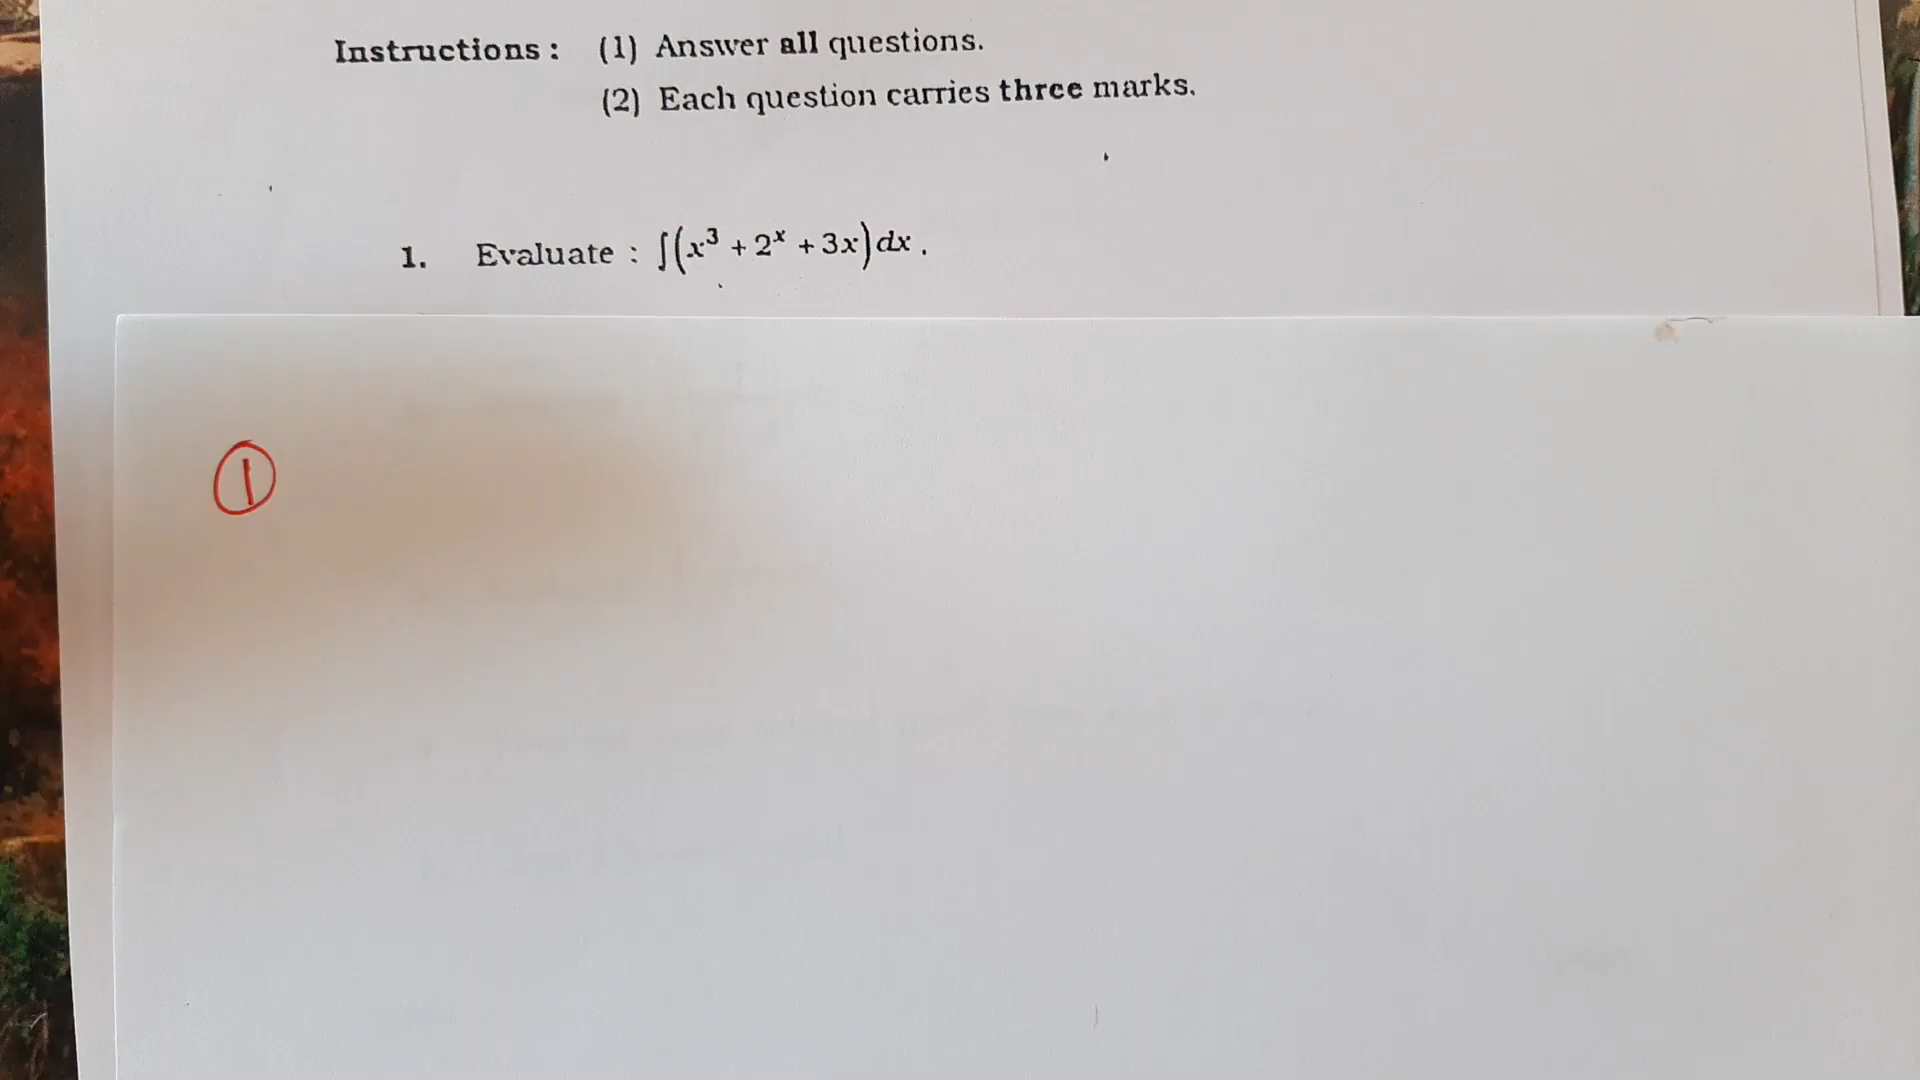 Instructions : (1) Answer all questions.
(2) Each question carries three marks.
1. Evaluate : ∫(x³ + 2ˣ + 3x)dx .
①